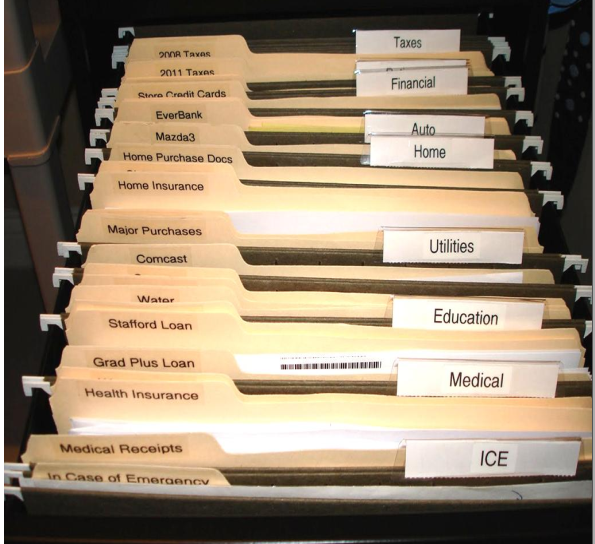 Taxes
2008 Taxes
2011 Taxes
Financial
Store Credit Cards
EverBank
Auto
Mazda3
Home
Home Purchase Docs
Home Insurance
Major Purchases
Utilities
Comcast
Water
Education
Stafford Loan
Grad Plus Loan
Medical
Health Insurance
Medical Receipts
ICE
In Case of Emergency